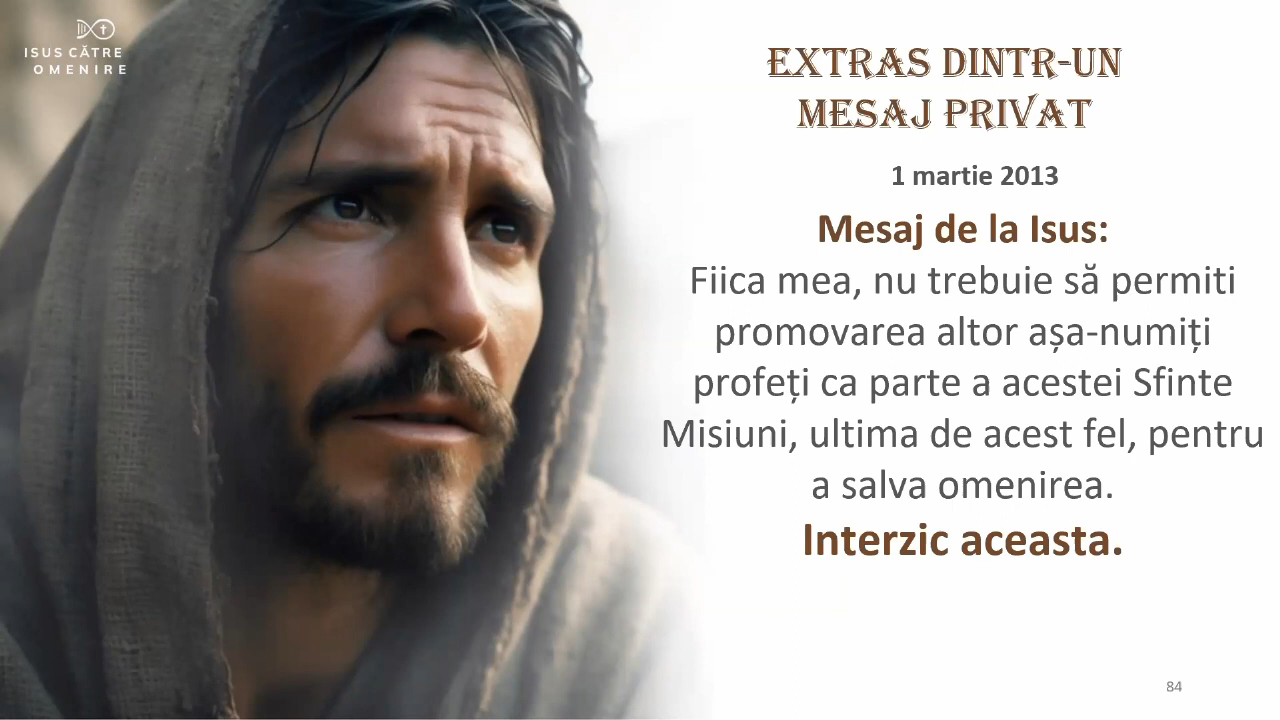 ISUS CĂTRE
OMENIRE
EXTRAS DINTR-UN
MESAJ PRIVAT
1 martie 2013
Mesaj de la Isus:
Fiica mea, nu trebuie să permiti
promovarea altor așa-numiți
profeți ca parte a acestei Sfinte
Misiuni, ultima de acest fel, pentru
a salva omenirea.
Interzic aceasta.
84